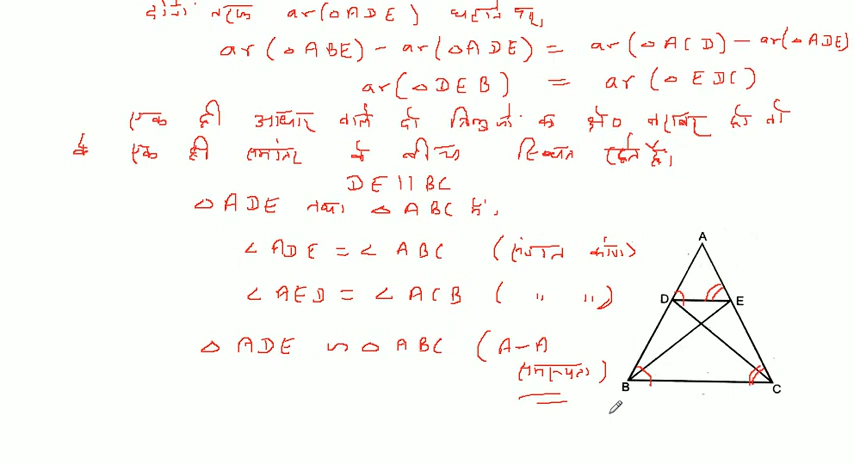 दोनों तरफ ar(△ADE) घटाने पर,
ar(△ABE) - ar(△ADE) = ar(△ACD) - ar(△ADE)
ar(△DEB) = ar(△EDC)
एक ही आधार वाले दो त्रिभुजों के क्षे० बराबर हो तो
वे एक ही समांतर के बीच स्थित रहते है।
DE || BC
△ADE तथा △ABC में,
∠ADE = ∠ABC (संगत कोण)
∠AED = ∠ACB ( " " )
△ADE ∽ △ABC (A-A
समरूपता)
A
D E
B C